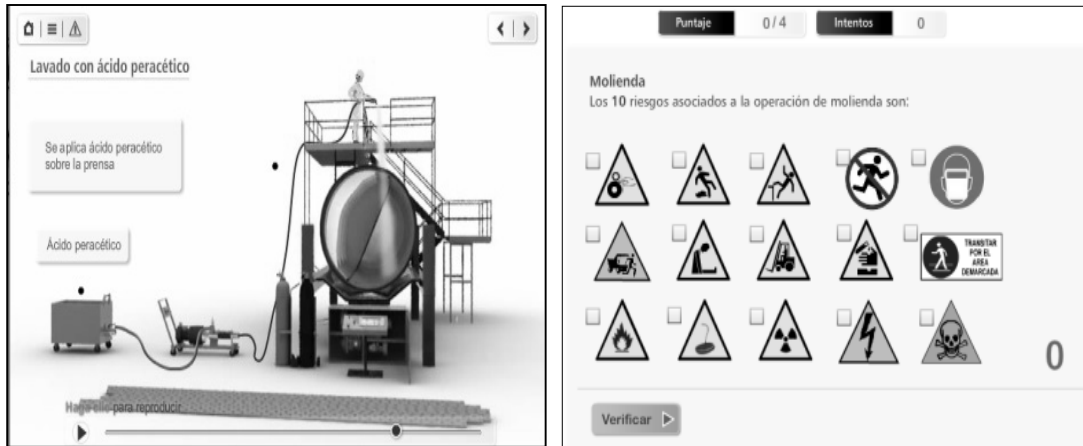 Lavado con ácido peracético
Se aplica ácido peracético
sobre la prensa
Ácido peracético
Haga clic para reproducir
Puntaje 0/4 Intentos 0
Molienda
Los 10 riesgos asociados a la operación de molienda son:
TRANSITAR
POR EL
AREA
DEMARCADA
0
Verificar